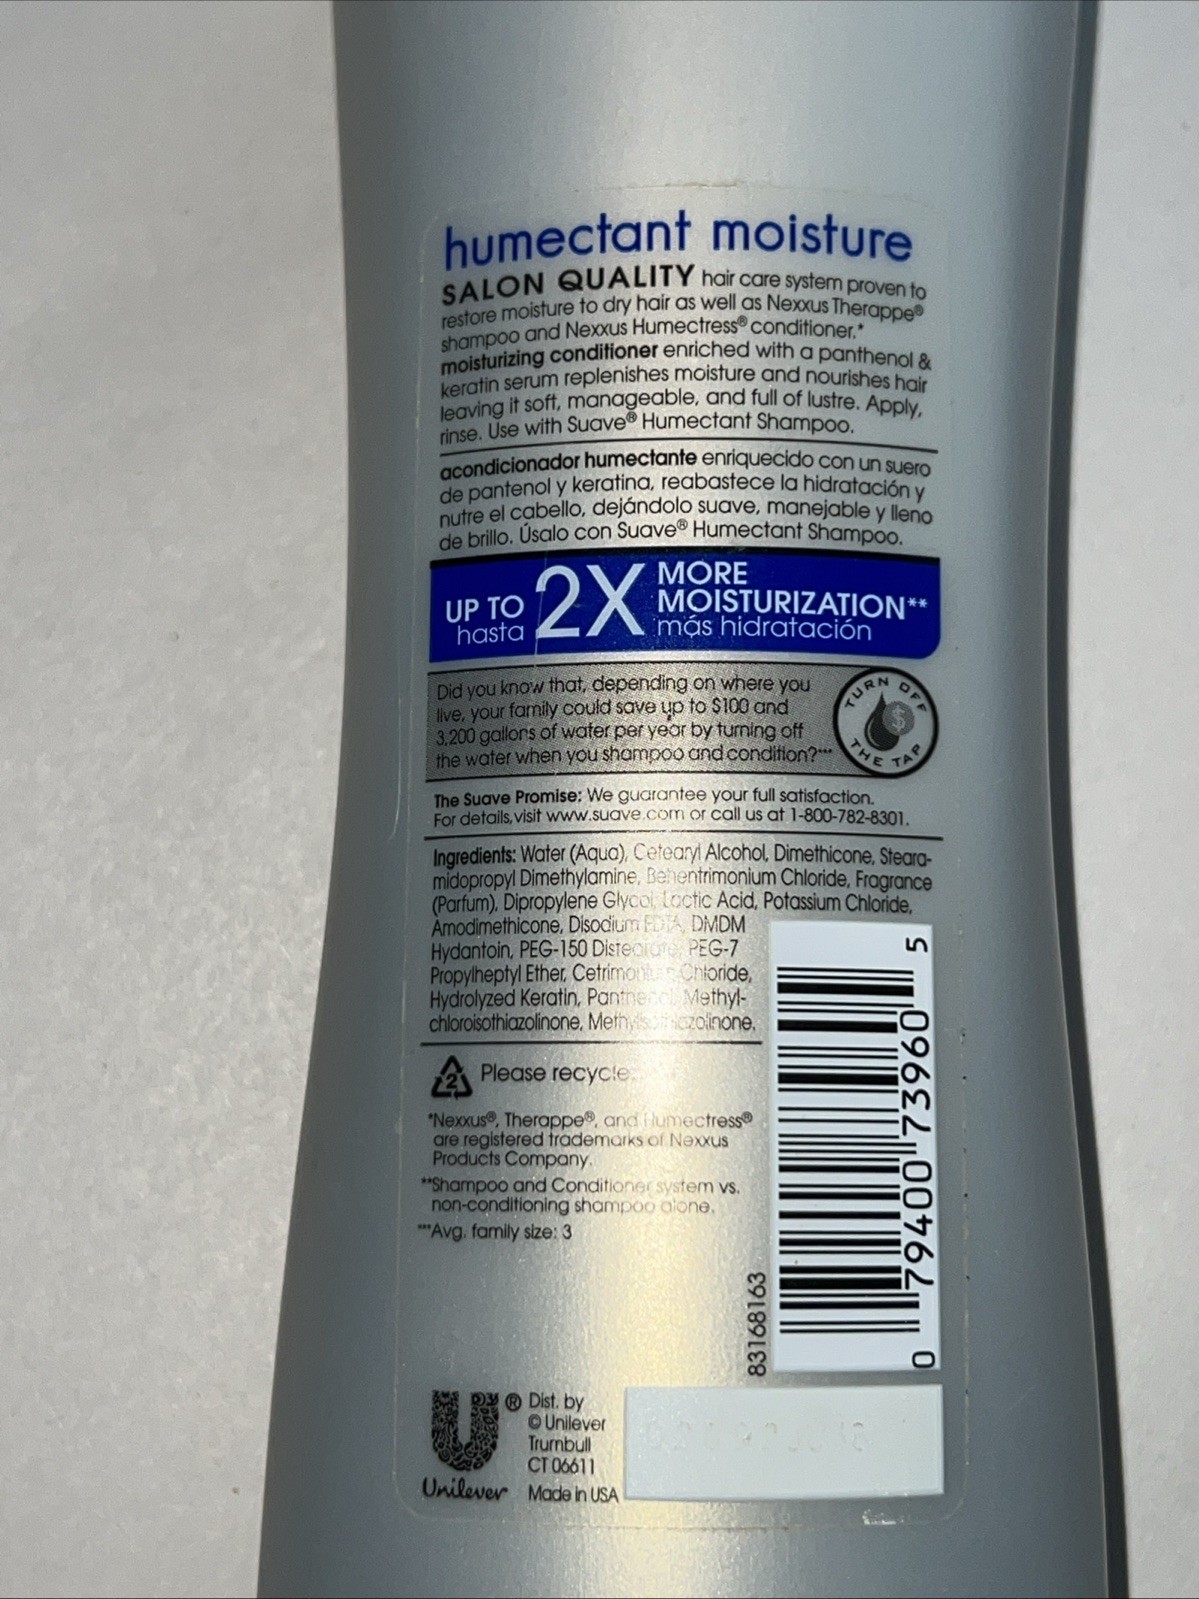 humectant moisture
SALON QUALITY hair care system proven to
restore moisture to dry hair as well as Nexxus Therappe®
shampoo and Nexxus Humectress® conditioner.*
moisturizing conditioner enriched with a panthenol &
keratin serum replenishes moisture and nourishes hair
leaving it soft, manageable, and full of lustre. Apply,
rinse. Use with Suave® Humectant Shampoo.
acondicionador humectante enriquecido con un suero
de pantenol y keratina, reabastece la hidratación y
nutre el cabello, dejándolo suave, manejable y lleno
de brillo. Úsalo con Suave® Humectant Shampoo.
UP TO 2X MORE
MOISTURIZATION**
hasta más hidratación
Did you know that, depending on where you
live, your family could save up to $100 and
3,200 gallons of water per year by turning off
the water when you shampoo and condition?***
TURN OFF
THE TAP
$
The Suave Promise: We guarantee your full satisfaction.
For details, visit www.suave.com or call us at 1-800-782-8301.
Ingredients: Water (Aqua), Cetearyl Alcohol, Dimethicone, Steara-
midopropyl Dimethylamine, Behentrimonium Chloride, Fragrance
(Parfum), Dipropylene Glycol, Lactic Acid, Potassium Chloride,
Amodimethicone, Disodium EDTA, DMDM
Hydantoin, PEG-150 Distearate, PEG-7
Propylheptyl Ether, Cetrimonium Chloride,
Hydrolyzed Keratin, Panthenol, Methyl-
chloroisothiazolinone, Methylisothiazolinone.
2 Please recycle.
*Nexxus®, Therappe®, and Humectress®
are registered trademarks of Nexxus
Products Company.
**Shampoo and Conditioner system vs.
non-conditioning shampoo alone.
***Avg. family size: 3
0 79400 73960 5
83168163
U® Dist. by
© Unilever
Trumbull
CT 06611
Unilever Made in USA